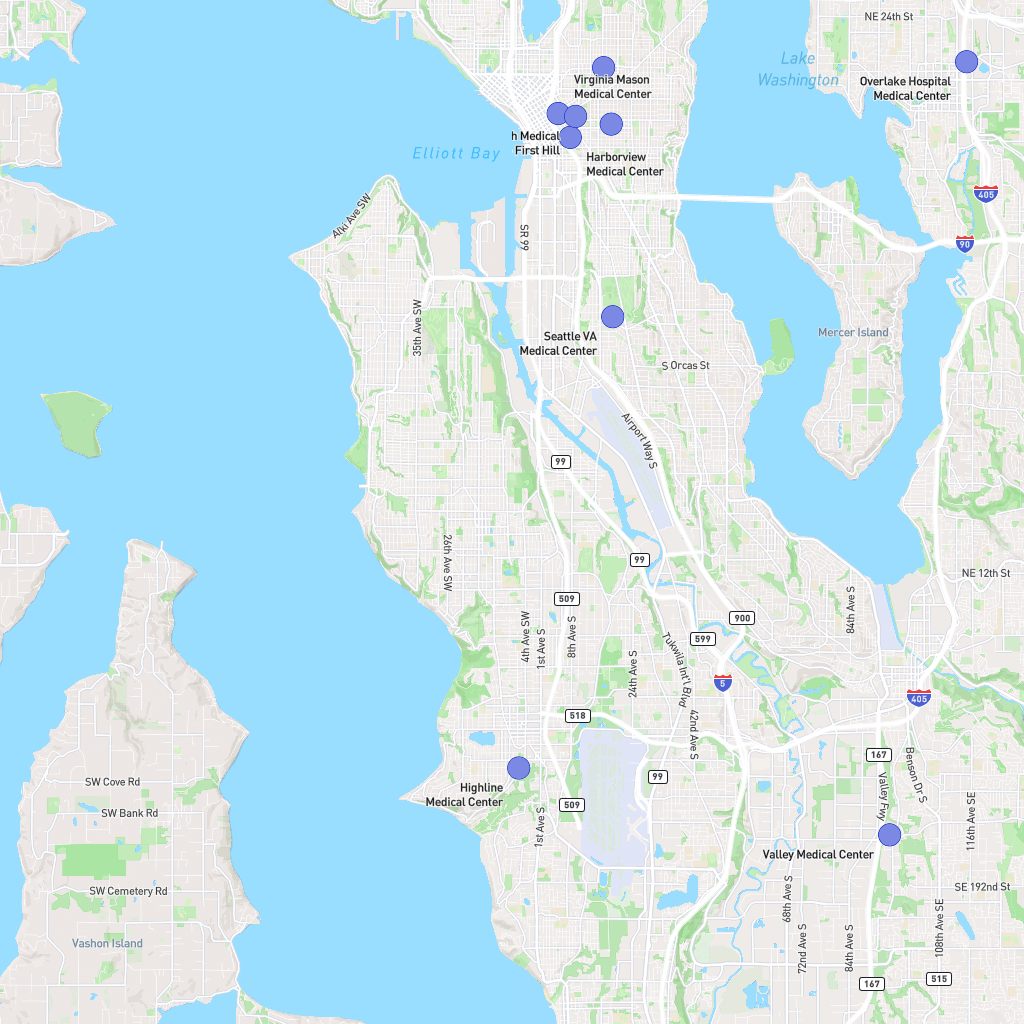 NE 24th St
Lake
Washington
Overlake Hospital
Medical Center
Virginia Mason
Medical Center
h Medical
First Hill
Harborview
Medical Center
Elliott Bay
405
90
Alki Ave SW
SR 99
35th Ave SW
Seattle VA
Medical Center
Mercer Island
S Orcas St
Airport Way S
99
26th Ave SW
99
NE 12th St
509
84th Ave S
900
4th Ave SW
1st Ave S
8th Ave S
599
Tukwila Int'l Blvd
24th Ave S
5
405
42nd Ave S
518
167
Benson Dr S
99
SW Cove Rd
Highline
Medical Center
509
Valley Fwy
SW Bank Rd
1st Ave S
116th Ave SE
Valley Medical Center
SW Cemetery Rd
68th Ave S
SE 192nd St
Vashon Island
72nd Ave S
84th Ave S
108th Ave SE
167
515